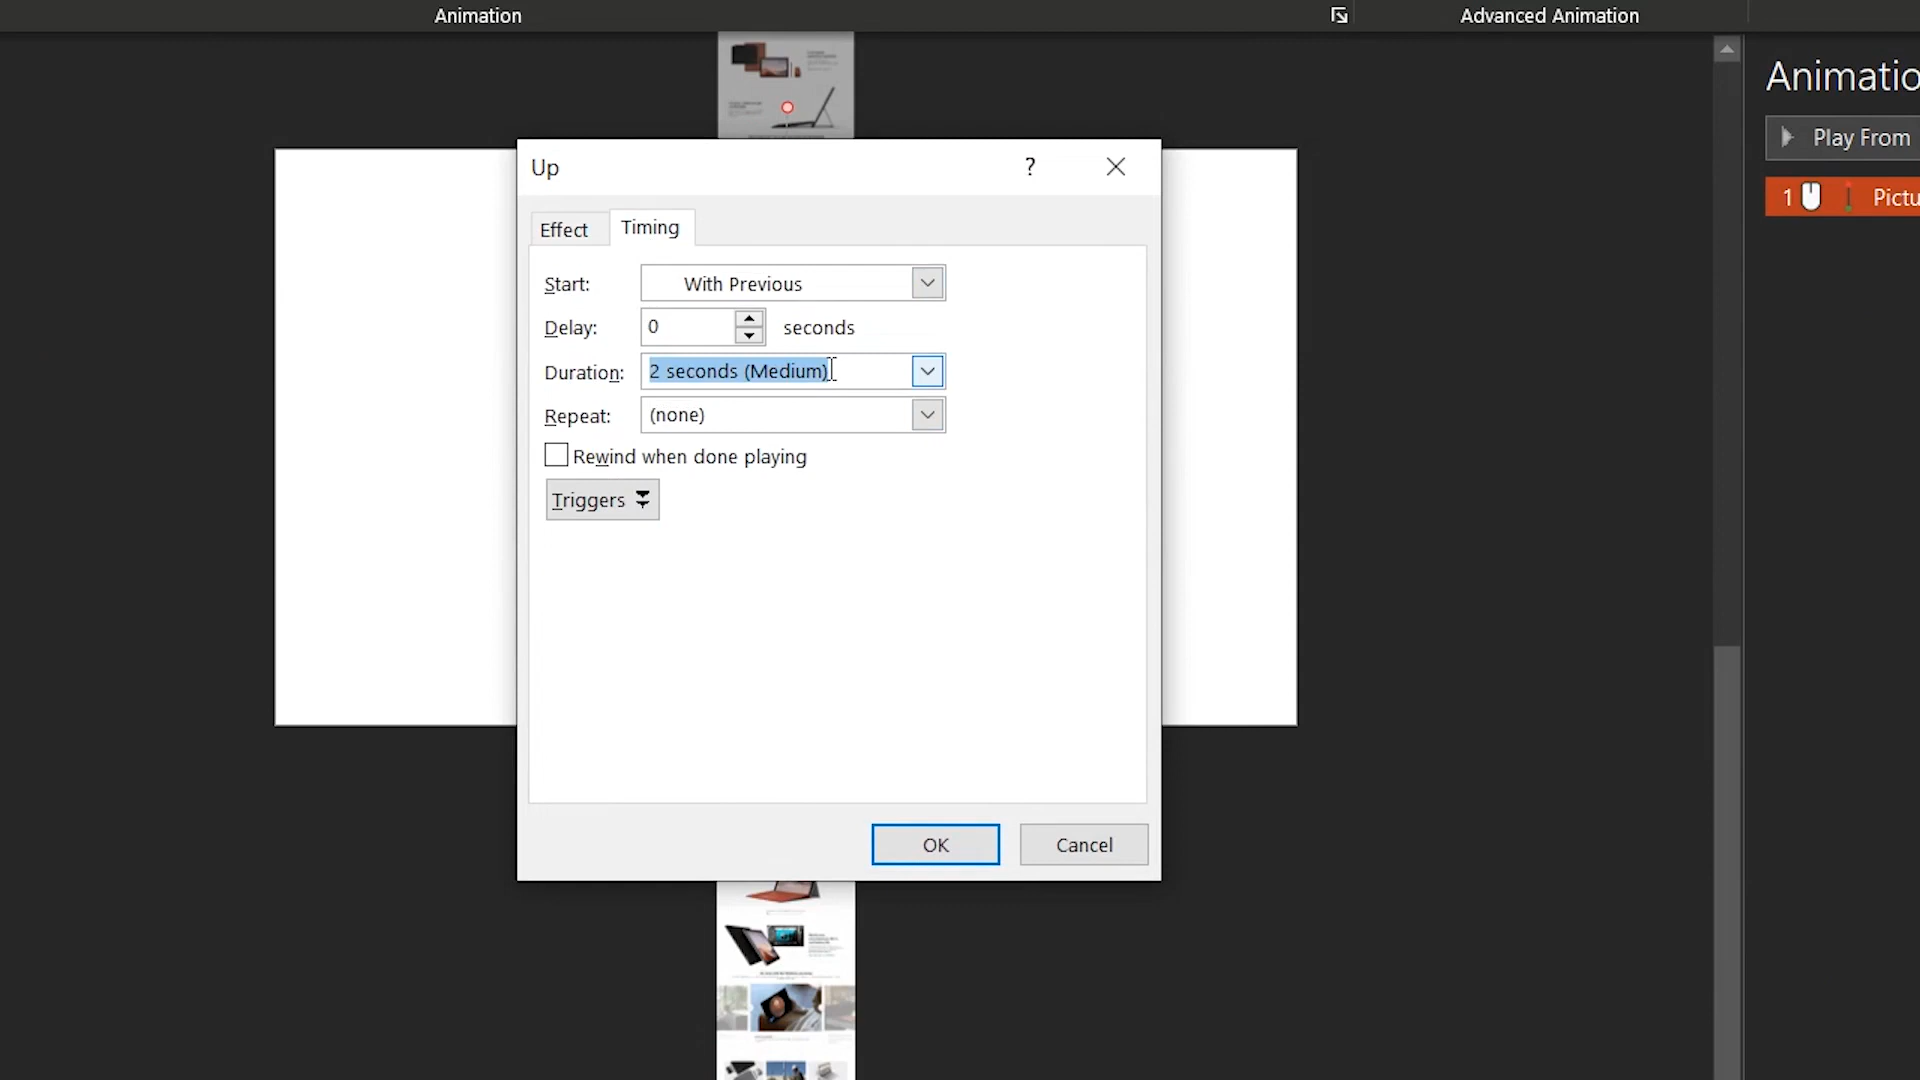 Animation
Advanced Animation
Animatio
Play From
1 Pictu
Up
?
Effect
Timing
Start: With Previous
Delay: 0 seconds
Duration: 2 seconds (Medium)
Repeat: (none)
Rewind when done playing
Triggers
OK
Cancel